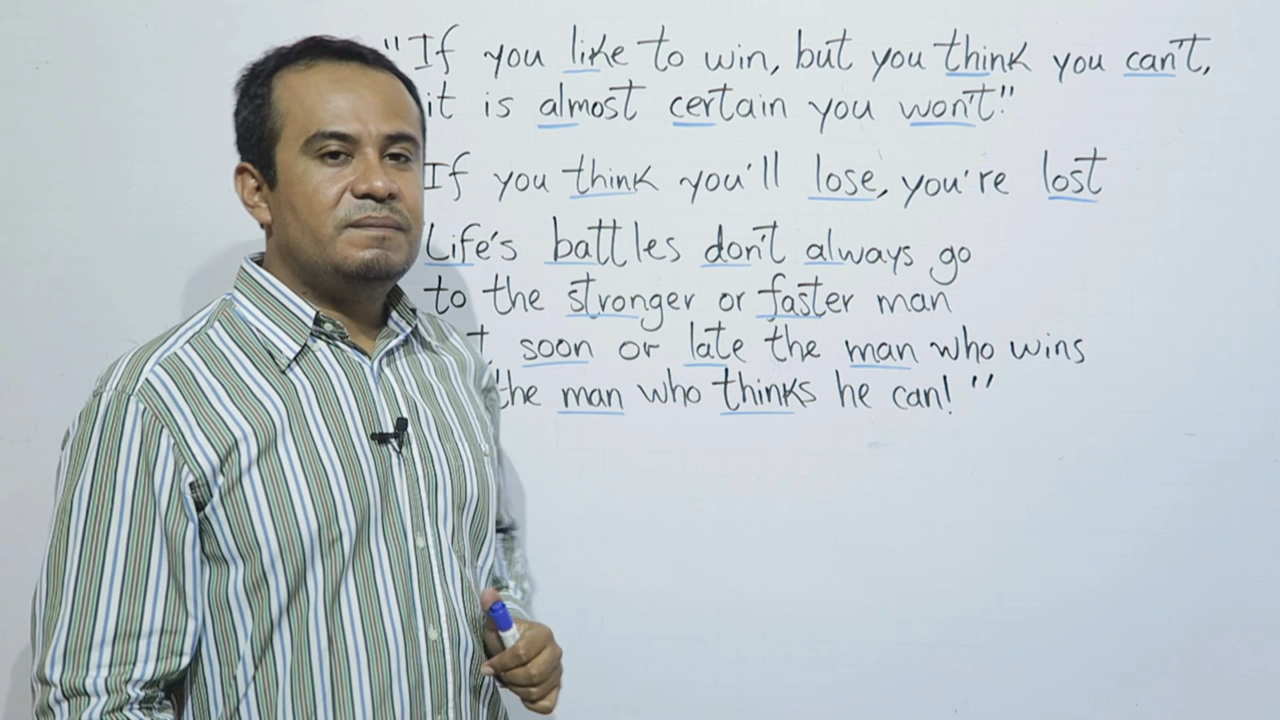 "If you like to win, but you think you can't,
it is almost certain you won't."
If you think you'll lose, you're lost
Life's battles don't always go
to the stronger or faster man
soon or late the man who wins
the man who thinks he can! "